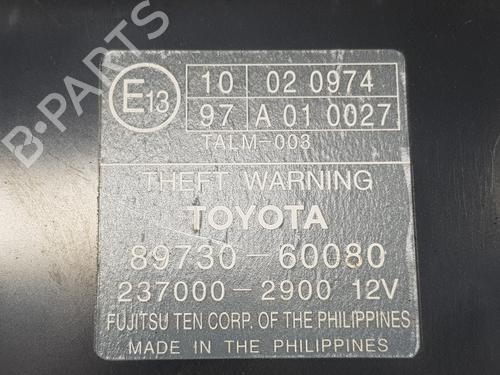 B-PARTS
E13
10 02 0974
97 A 01 0027
TALM-003
THEFT WARNING
TOYOTA
89730-60080
237000-2900 12V
FUJITSU TEN CORP. OF THE PHILIPPINES
MADE IN THE PHILIPPINES